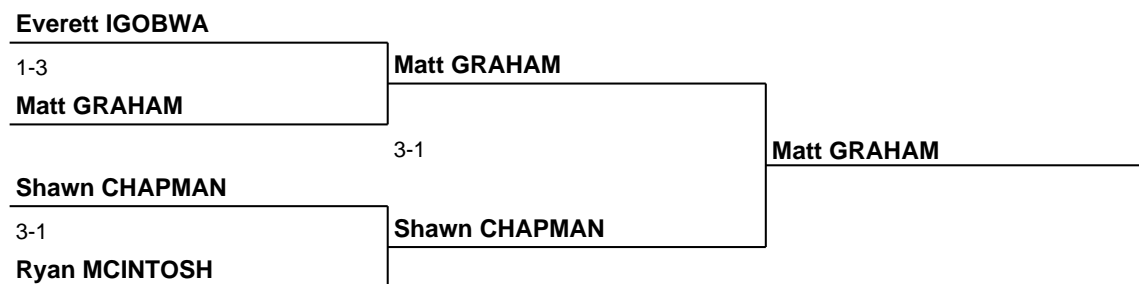 Everett IGOBWA
1-3
Matt GRAHAM
Shawn CHAPMAN
3-1
Ryan MCINTOSH
Matt GRAHAM
3-1
Shawn CHAPMAN
Matt GRAHAM